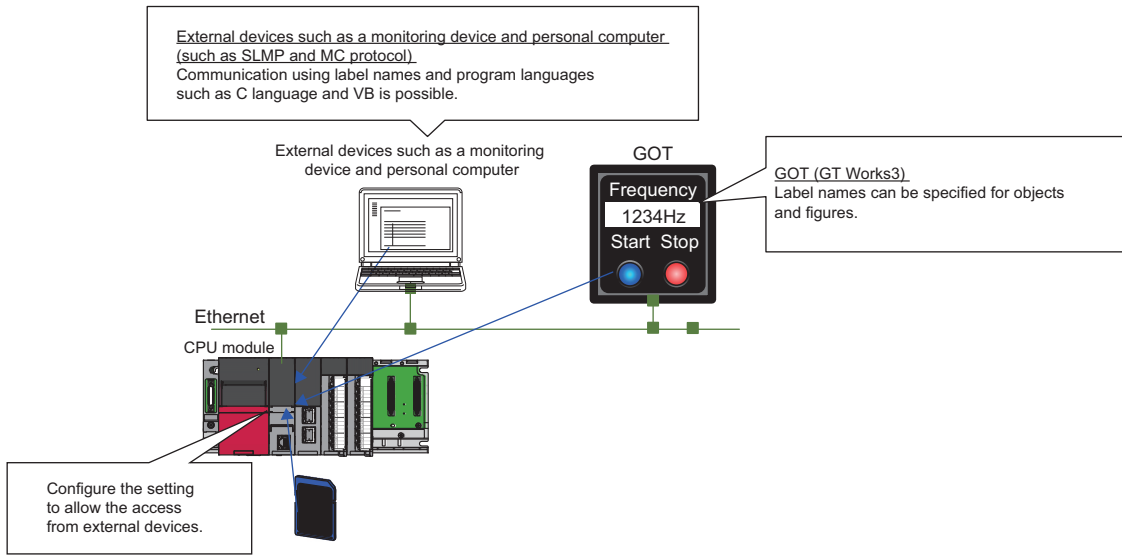 External devices such as a monitoring device and personal computer
(such as SLMP and MC protocol)
Communication using label names and program languages
such as C language and VB is possible.
External devices such as a monitoring
device and personal computer
GOT
GOT (GT Works3)
Label names can be specified for objects
and figures.
Frequency
1234Hz
Start Stop
Ethernet
CPU module
Configure the setting
to allow the access
from external devices.